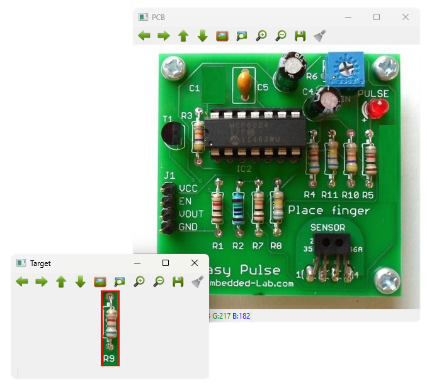 PCB
R6
C1
C5
C4
IN
PULSE
+
R3
T1
IC2
J1
VCC
EN
VOUT
GND
R4 R11 R10 R5
R1 R2 R7 R8
Place finger
SENSOR
asy Pulse
mbedded-Lab.com
G:217 B:182
Target
R9